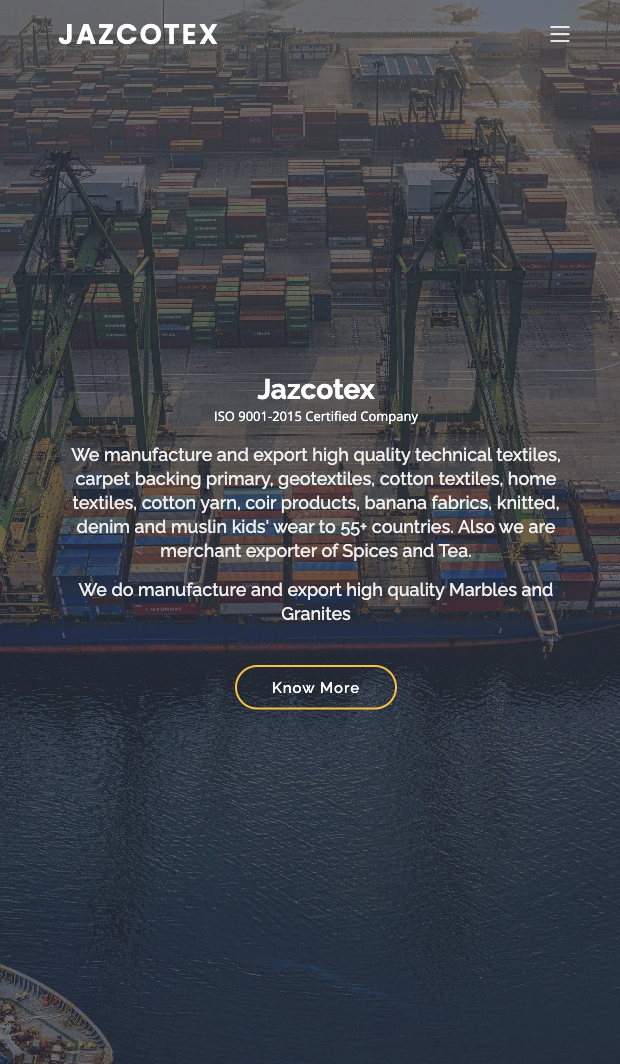 JAZCOTEX
Jazcotex
ISO 9001-2015 Certified Company
We manufacture and export high quality technical textiles,
carpet backing primary, geotextiles, cotton textiles, home
textiles, cotton yarn, coir products, banana fabrics, knitted,
denim and muslin kids' wear to 55+ countries. Also we are
merchant exporter of Spices and Tea.
We do manufacture and export high quality Marbles and
Granites
Know More